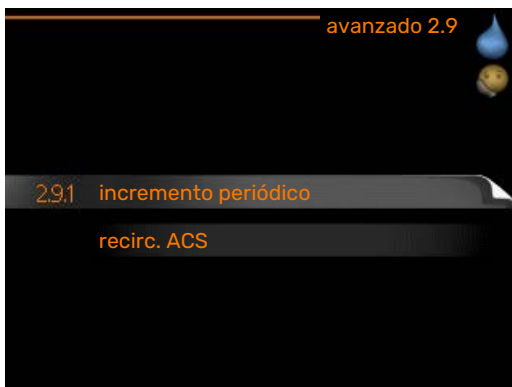 avanzado 2.9
2.9.1 incremento periódico
recirc. ACS